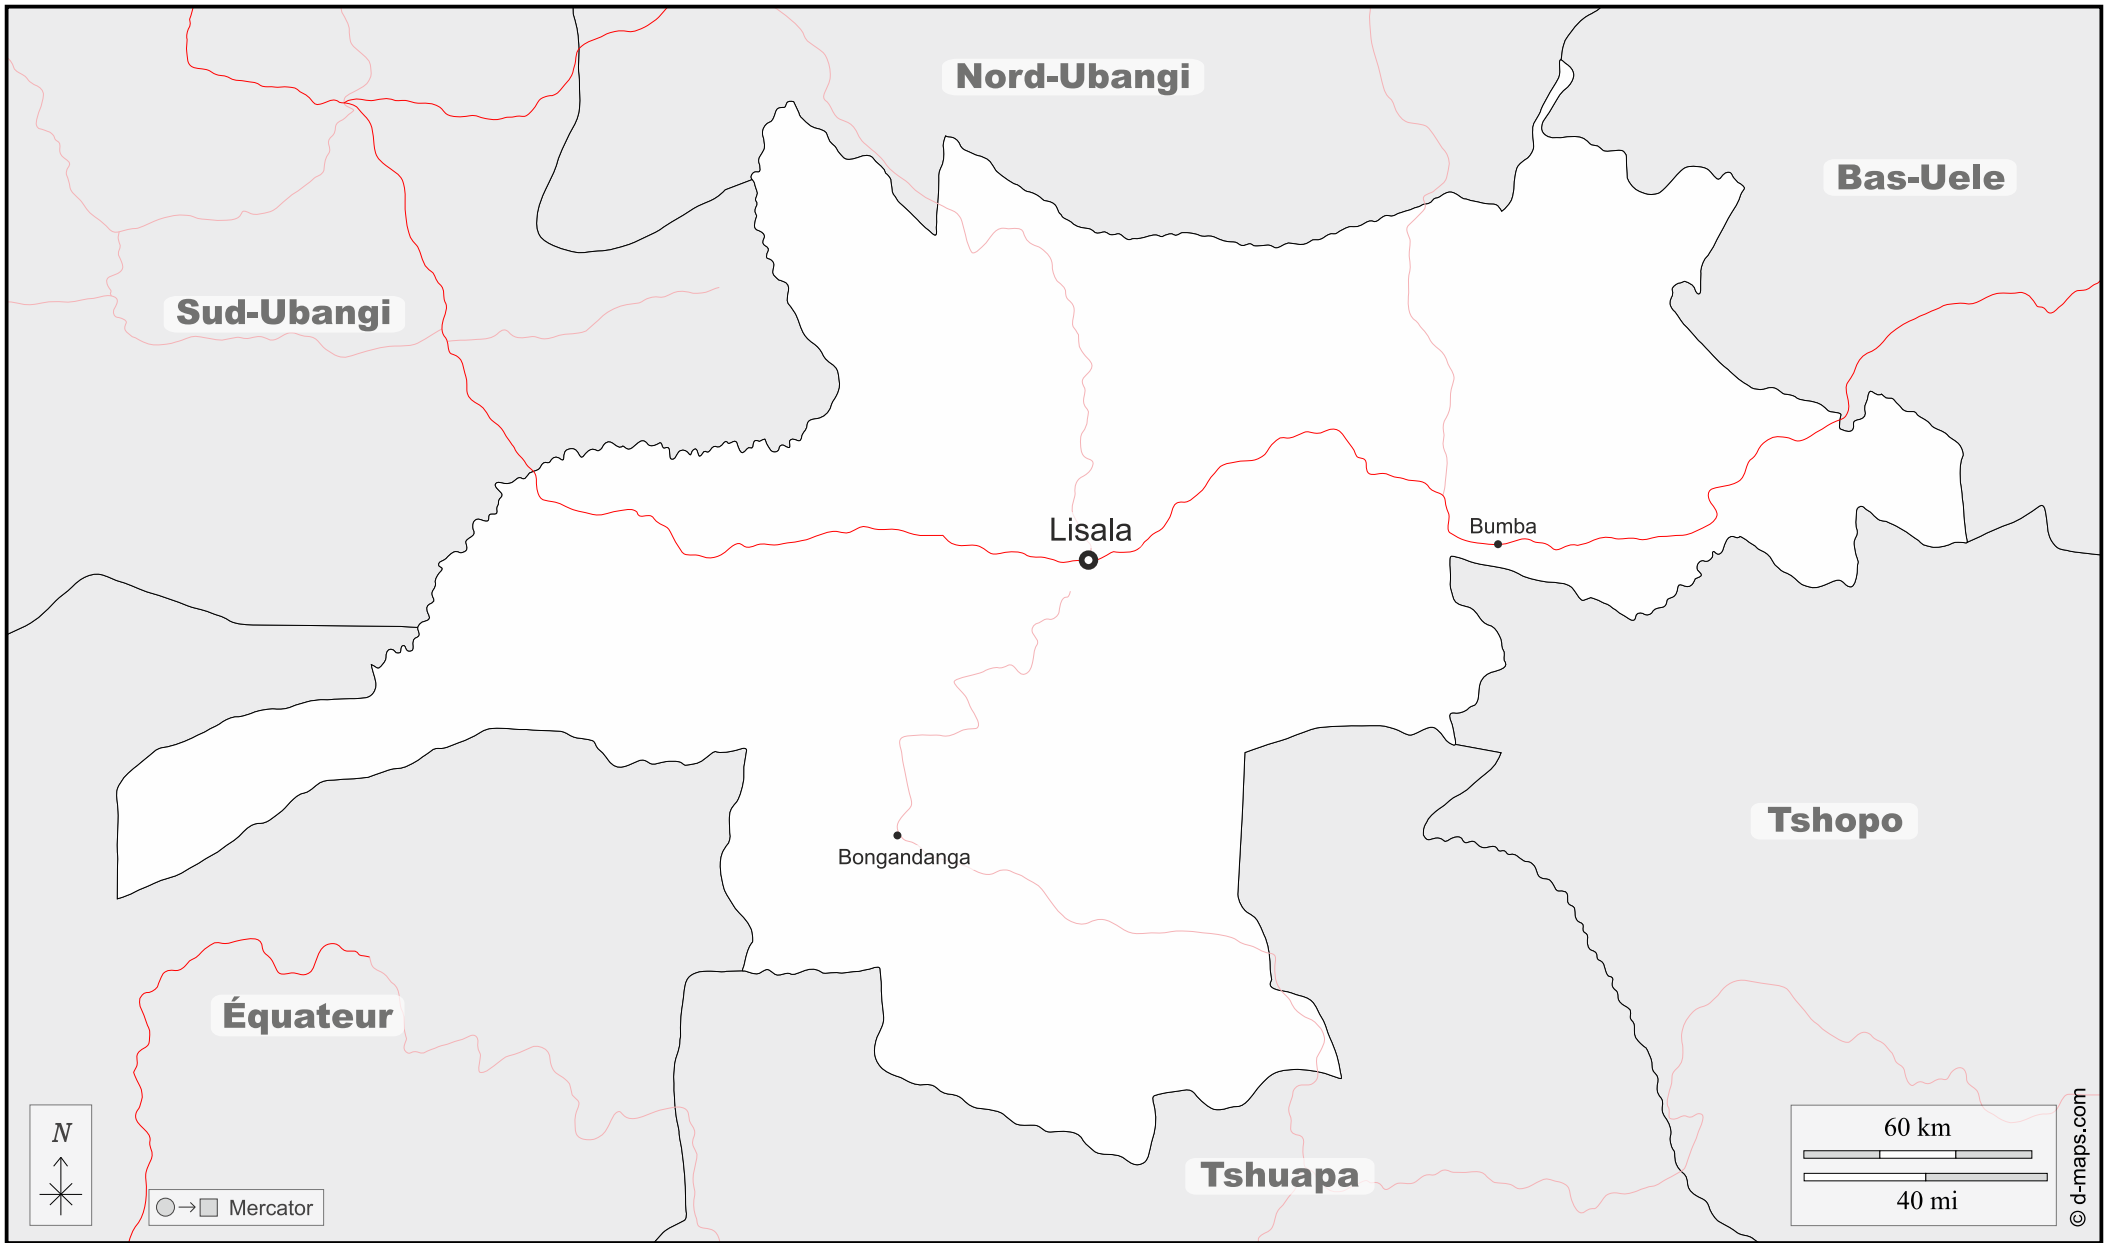 Nord-Ubangi
Bas-Uele
Sud-Ubangi
Lisala
Bumba
Tshopo
Bongandanga
Équateur
Tshuapa
N
Mercator
60 km
40 mi
© d-maps.com